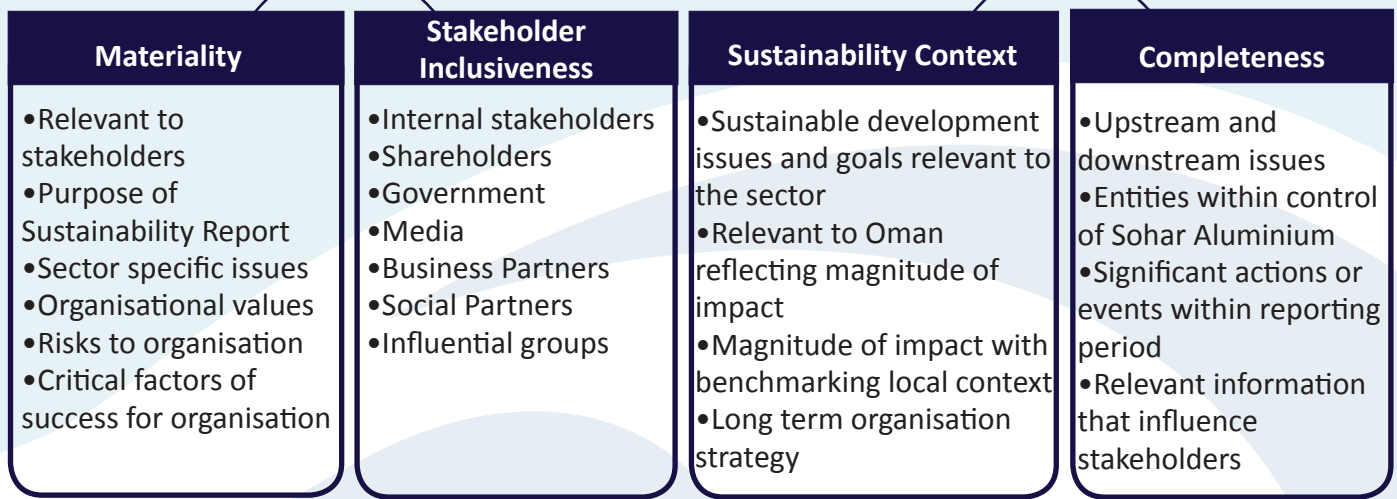 Materiality
•Relevant to
stakeholders
•Purpose of
Sustainability Report
•Sector specific issues
•Organisational values
•Risks to organisation
•Critical factors of
success for organisation
Stakeholder
Inclusiveness
•Internal stakeholders
•Shareholders
•Government
•Media
•Business Partners
•Social Partners
•Influential groups
Sustainability Context
•Sustainable development
issues and goals relevant to
the sector
•Relevant to Oman
reflecting magnitude of
impact
•Magnitude of impact with
benchmarking local context
•Long term organisation
strategy
Completeness
•Upstream and
downstream issues
•Entities within control
of Sohar Aluminium
•Significant actions or
events within reporting
period
•Relevant information
that influence
stakeholders